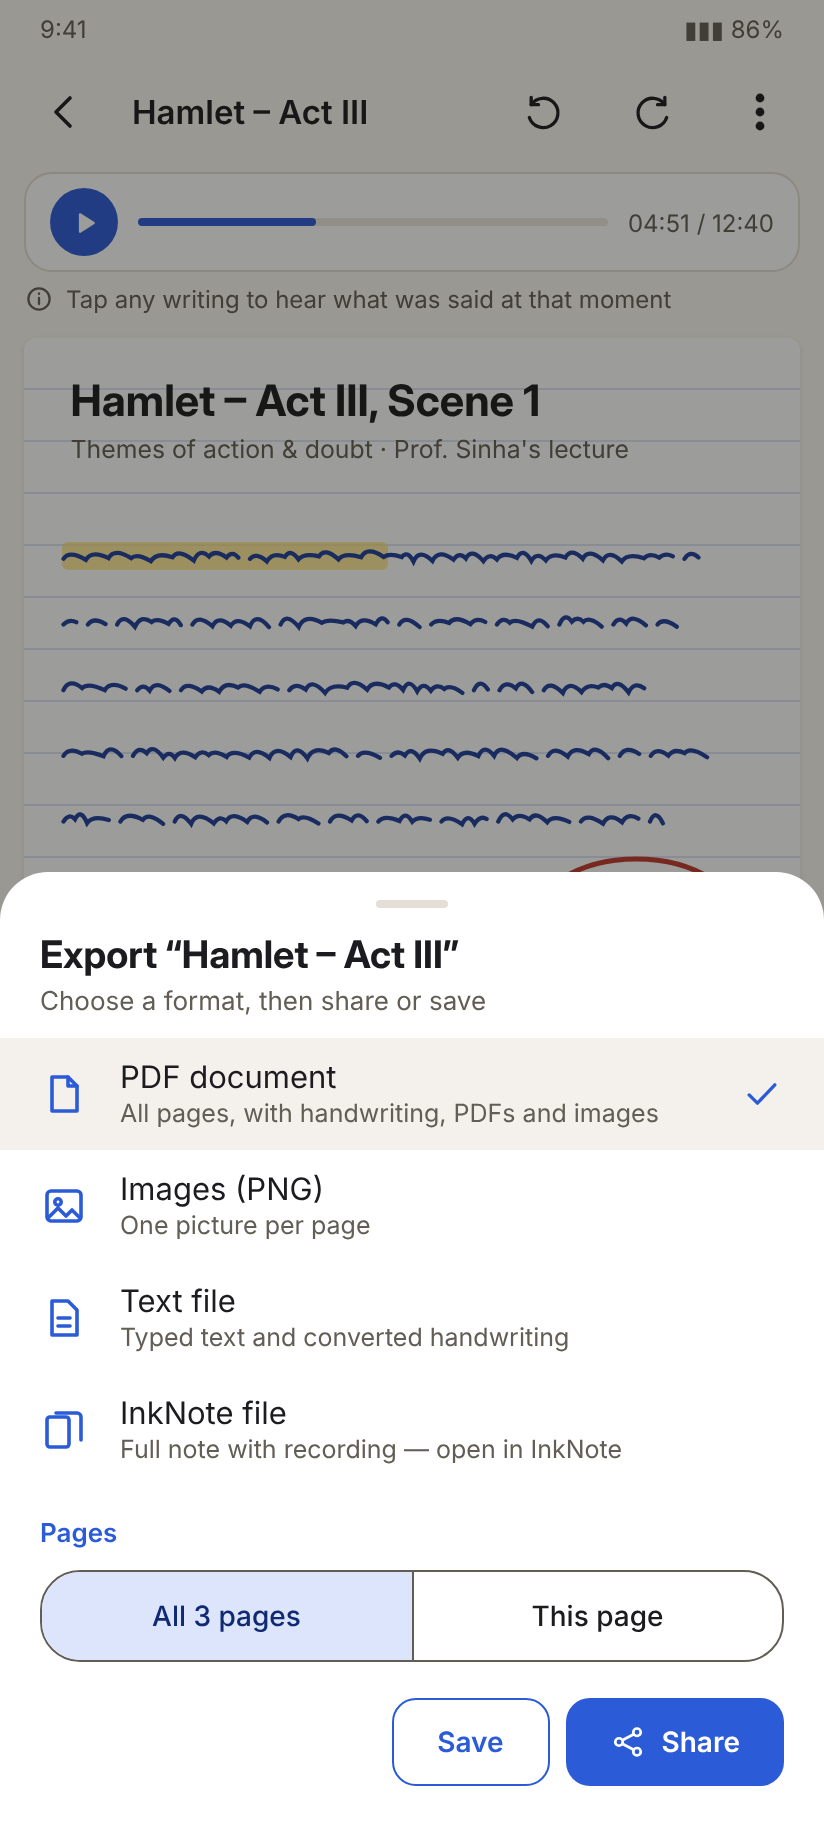 9:41 86%
Hamlet – Act III
04:51 / 12:40
Tap any writing to hear what was said at that moment
Hamlet – Act III, Scene 1
Themes of action & doubt · Prof. Sinha's lecture
Export “Hamlet – Act III”
Choose a format, then share or save
PDF document
All pages, with handwriting, PDFs and images
Images (PNG)
One picture per page
Text file
Typed text and converted handwriting
InkNote file
Full note with recording — open in InkNote
Pages
All 3 pages
This page
Save
Share